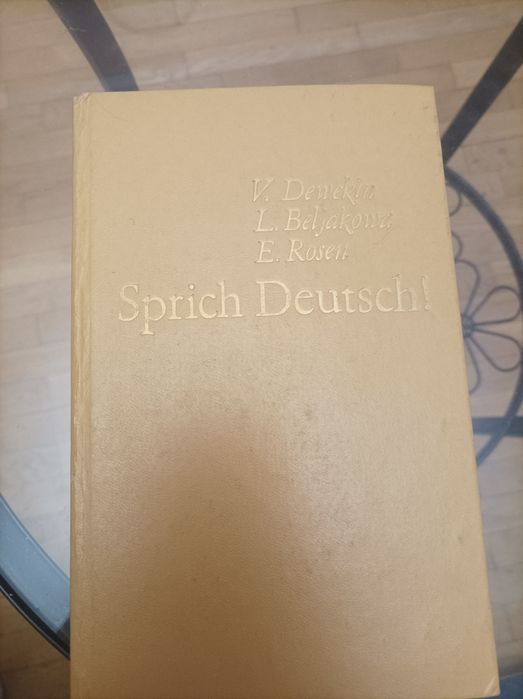 V. Dewekin
L. Beljakowa
E. Rosen
Sprich Deutsch!